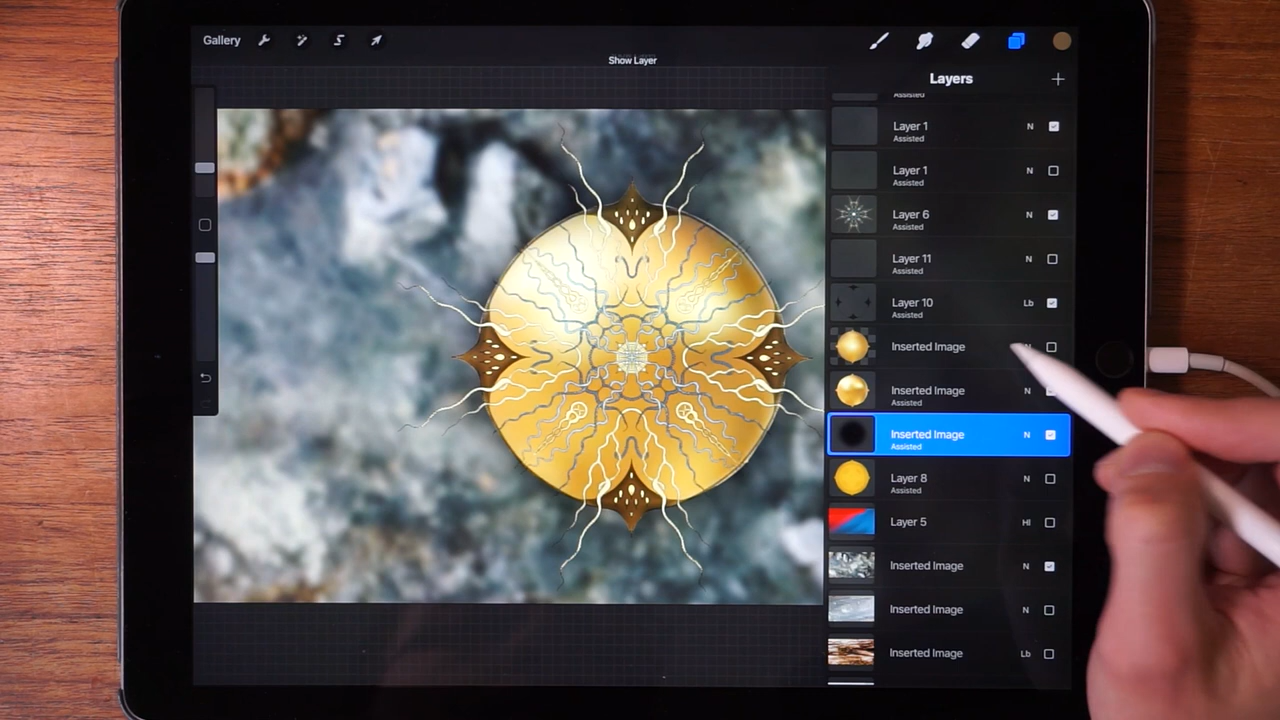 Gallery
Show Layer
Layers
Assisted
Layer 1 N
Assisted
Layer 1 N
Assisted
Layer 6 N
Assisted
Layer 11 N
Assisted
Layer 10 Lb
Assisted
Inserted Image
Inserted Image N
Assisted
Inserted Image N
Assisted
Layer 8 N
Assisted
Layer 5 Hl
Inserted Image N
Inserted Image N
Inserted Image Lb